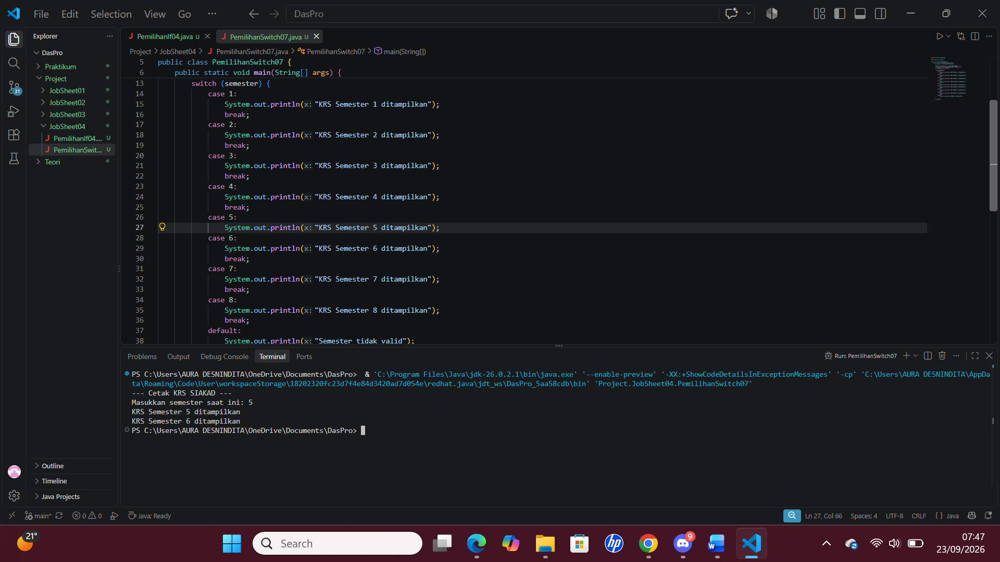 File Edit Selection View Go ... DasPro
Explorer
PemilihanIf04.java U
PemilihanSwitch07.java U
DasPro
Project > JobSheet04 > PemilihanSwitch07.java > PemilihanSwitch07 > main(String[])
Praktikum
Project
JobSheet01
JobSheet02
JobSheet03
JobSheet04
PemilihanIf04.... U
PemilihanSwit... U
Teori
31
5 public class PemilihanSwitch07 {
6 public static void main(String[] args) {
13 switch (semester) {
14 case 1:
15 System.out.println(x: "KRS Semester 1 ditampilkan");
16 break;
17 case 2:
18 System.out.println(x: "KRS Semester 2 ditampilkan");
19 break;
20 case 3:
21 System.out.println(x: "KRS Semester 3 ditampilkan");
22 break;
23 case 4:
24 System.out.println(x: "KRS Semester 4 ditampilkan");
25 break;
26 case 5:
27 System.out.println(x: "KRS Semester 5 ditampilkan");
28 case 6:
29 System.out.println(x: "KRS Semester 6 ditampilkan");
30 break;
31 case 7:
32 System.out.println(x: "KRS Semester 7 ditampilkan");
33 break;
34 case 8:
35 System.out.println(x: "KRS Semester 8 ditampilkan");
36 break;
37 default:
38 System.out.println(x: "Semester tidak valid");
Problems Output Debug Console Terminal Ports
Run: PemilihanSwitch07
PS C:\Users\AURA DESNINDITA\OneDrive\Documents\DasPro>  & 'C:\Program Files\Java\jdk-26.0.2.1\bin\java.exe' '--enable-preview' '-XX:+ShowCodeDetailsInExceptionMessages' '-cp' 'C:\Users\AURA DESNINDITA\AppDa
ta\Roaming\Code\User\workspaceStorage\18202320fc23d7f4e84d3420ad7d054e\redhat.java\jdt_ws\DasPro_5aa58cdb\bin' 'Project.JobSheet04.PemilihanSwitch07'
--- Cetak KRS SIAKAD ---
Masukkan semester saat ini: 5
KRS Semester 5 ditampilkan
KRS Semester 6 ditampilkan
PS C:\Users\AURA DESNINDITA\OneDrive\Documents\DasPro>
Outline
Timeline
Java Projects
main* 0 0 Java: Ready
Ln 27, Col 66 Spaces: 4 UTF-8 CRLF { } Java
21°
Search
hp
9
W
07:47
23/09/2026